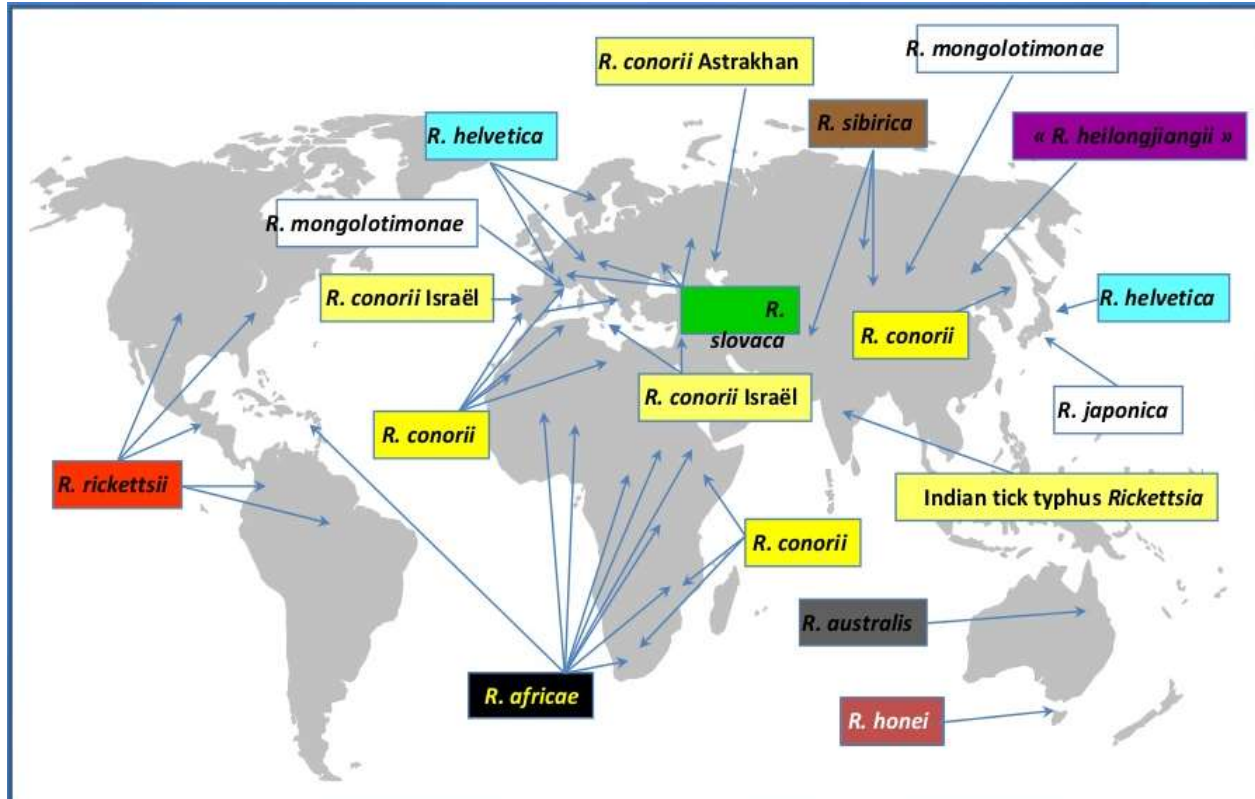 R. conorii Astrakhan
R. mongolotimonae
R. sibirica
« R. heilongjiangii »
R. helvetica
R. mongolotimonae
R. conorii Israël
R. helvetica
R.
slovaca
R. conorii
R. conorii Israël
R. japonica
R. conorii
R. rickettsii
Indian tick typhus Rickettsia
R. conorii
R. australis
R. africae
R. honei